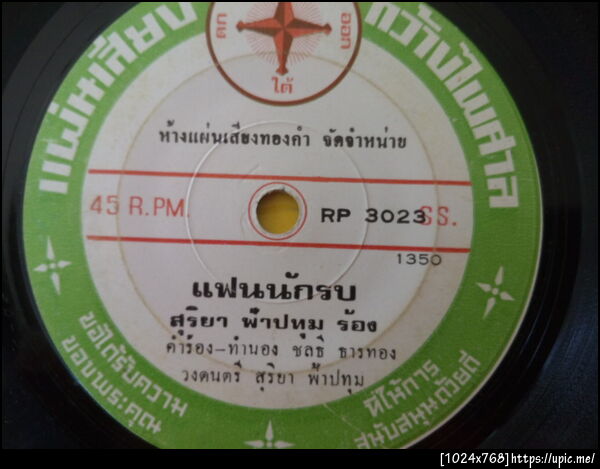 แผ่นเสียง
กว้างไพศาล
ตก
ออก
ใต้
ห้างแผ่นเสียงทองคำ จัดจำหน่าย
45 R.P.M.
RP 3023
SS.
1350
แฟนนักรบ
สุริยา ฟ้าปทุม ร้อง
คำร้อง–ทำนอง ชลธิ ธารทอง
วงดนตรี สุริยา ฟ้าปทุม
ขอได้รับความ
ขอบพระคุณ
ที่ให้การ
สนับสนุนด้วยดี
[1024x768]https://upic.me/